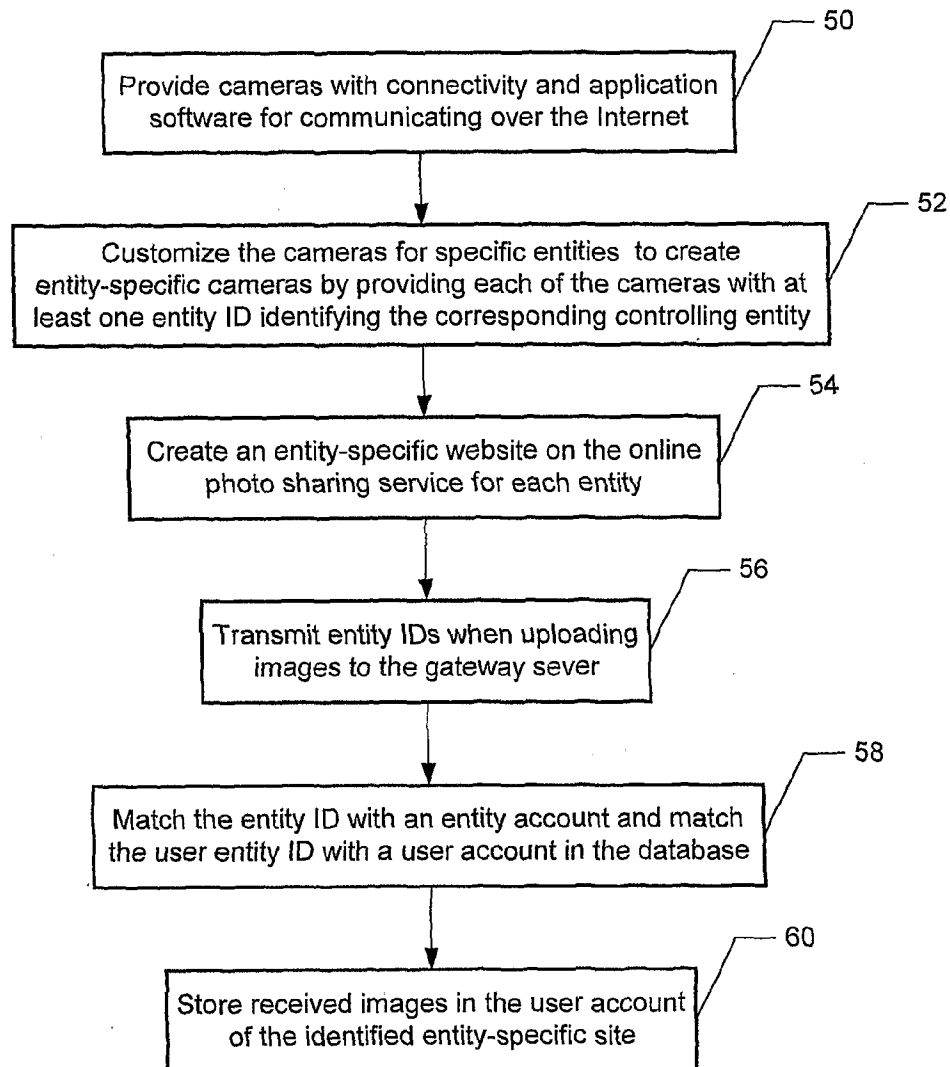 50
Provide cameras with connectivity and application
software for communicating over the Internet
52
Customize the cameras for specific entities to create
entity-specific cameras by providing each of the cameras with at
least one entity ID identifying the corresponding controlling entity
54
Create an entity-specific website on the online
photo sharing service for each entity
56
Transmit entity IDs when uploading
images to the gateway sever
58
Match the entity ID with an entity account and match
the user entity ID with a user account in the database
60
Store received images in the user account
of the identified entity-specific site